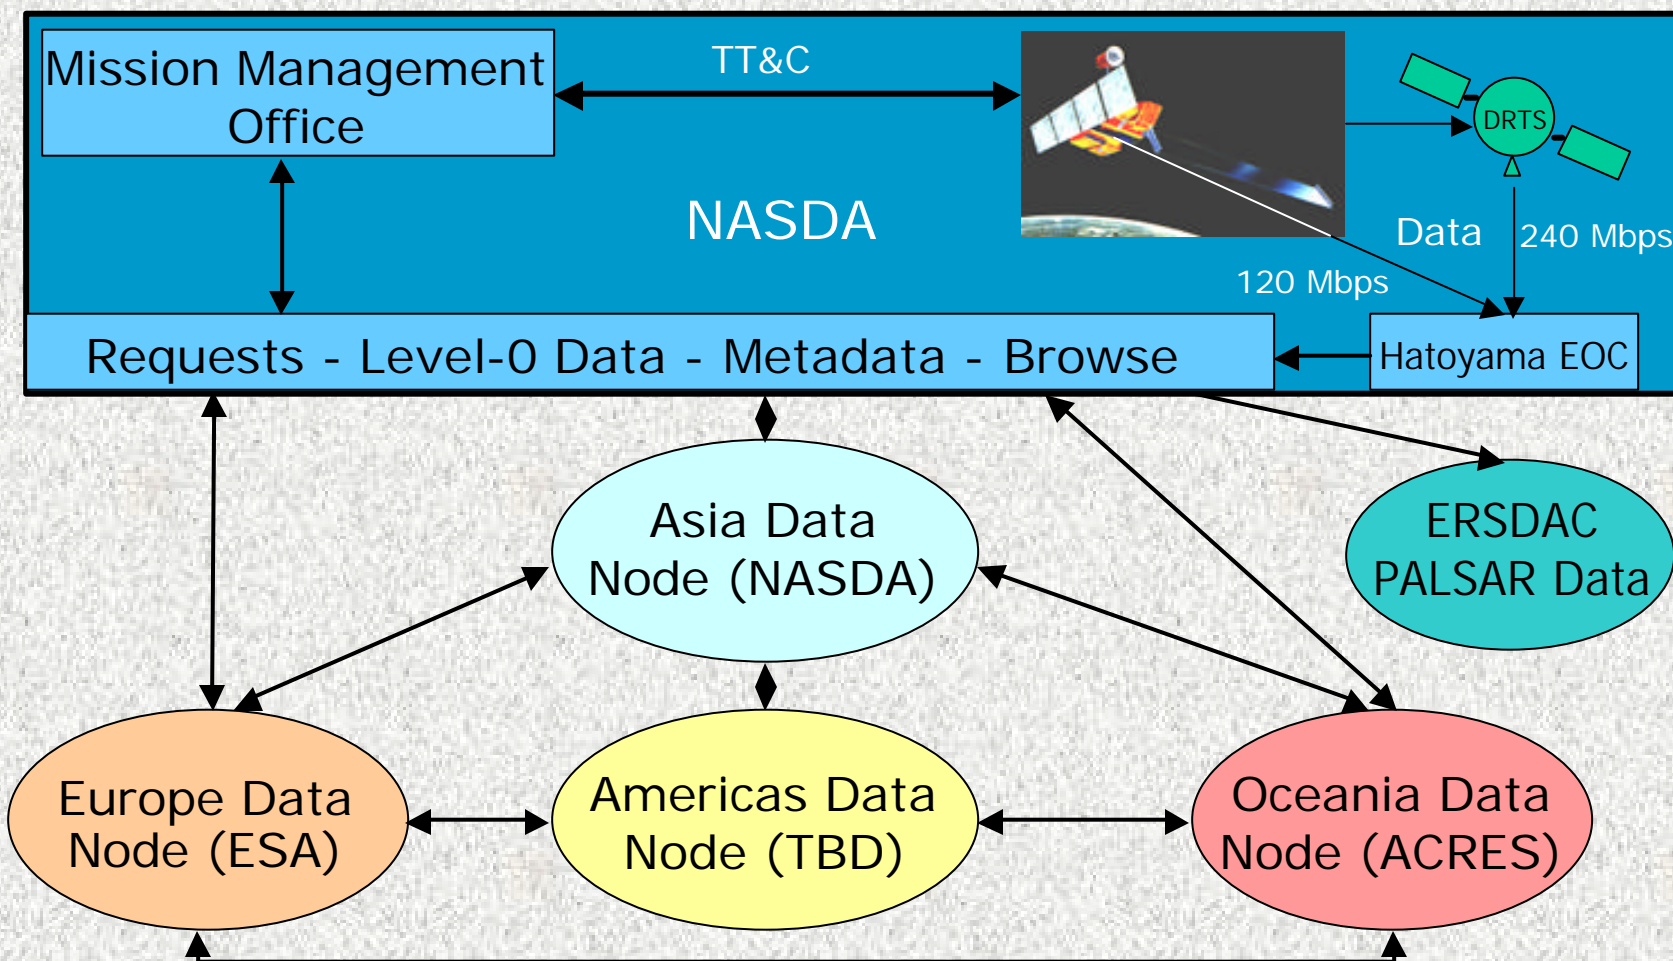 Mission Management
Office
TT&C
DRTS
NASDA
Data
240 Mbps
120 Mbps
Requests - Level-0 Data - Metadata - Browse
Hatoyama EOC
Asia Data
Node (NASDA)
ERSDAC
PALSAR Data
Europe Data
Node (ESA)
Americas Data
Node (TBD)
Oceania Data
Node (ACRES)